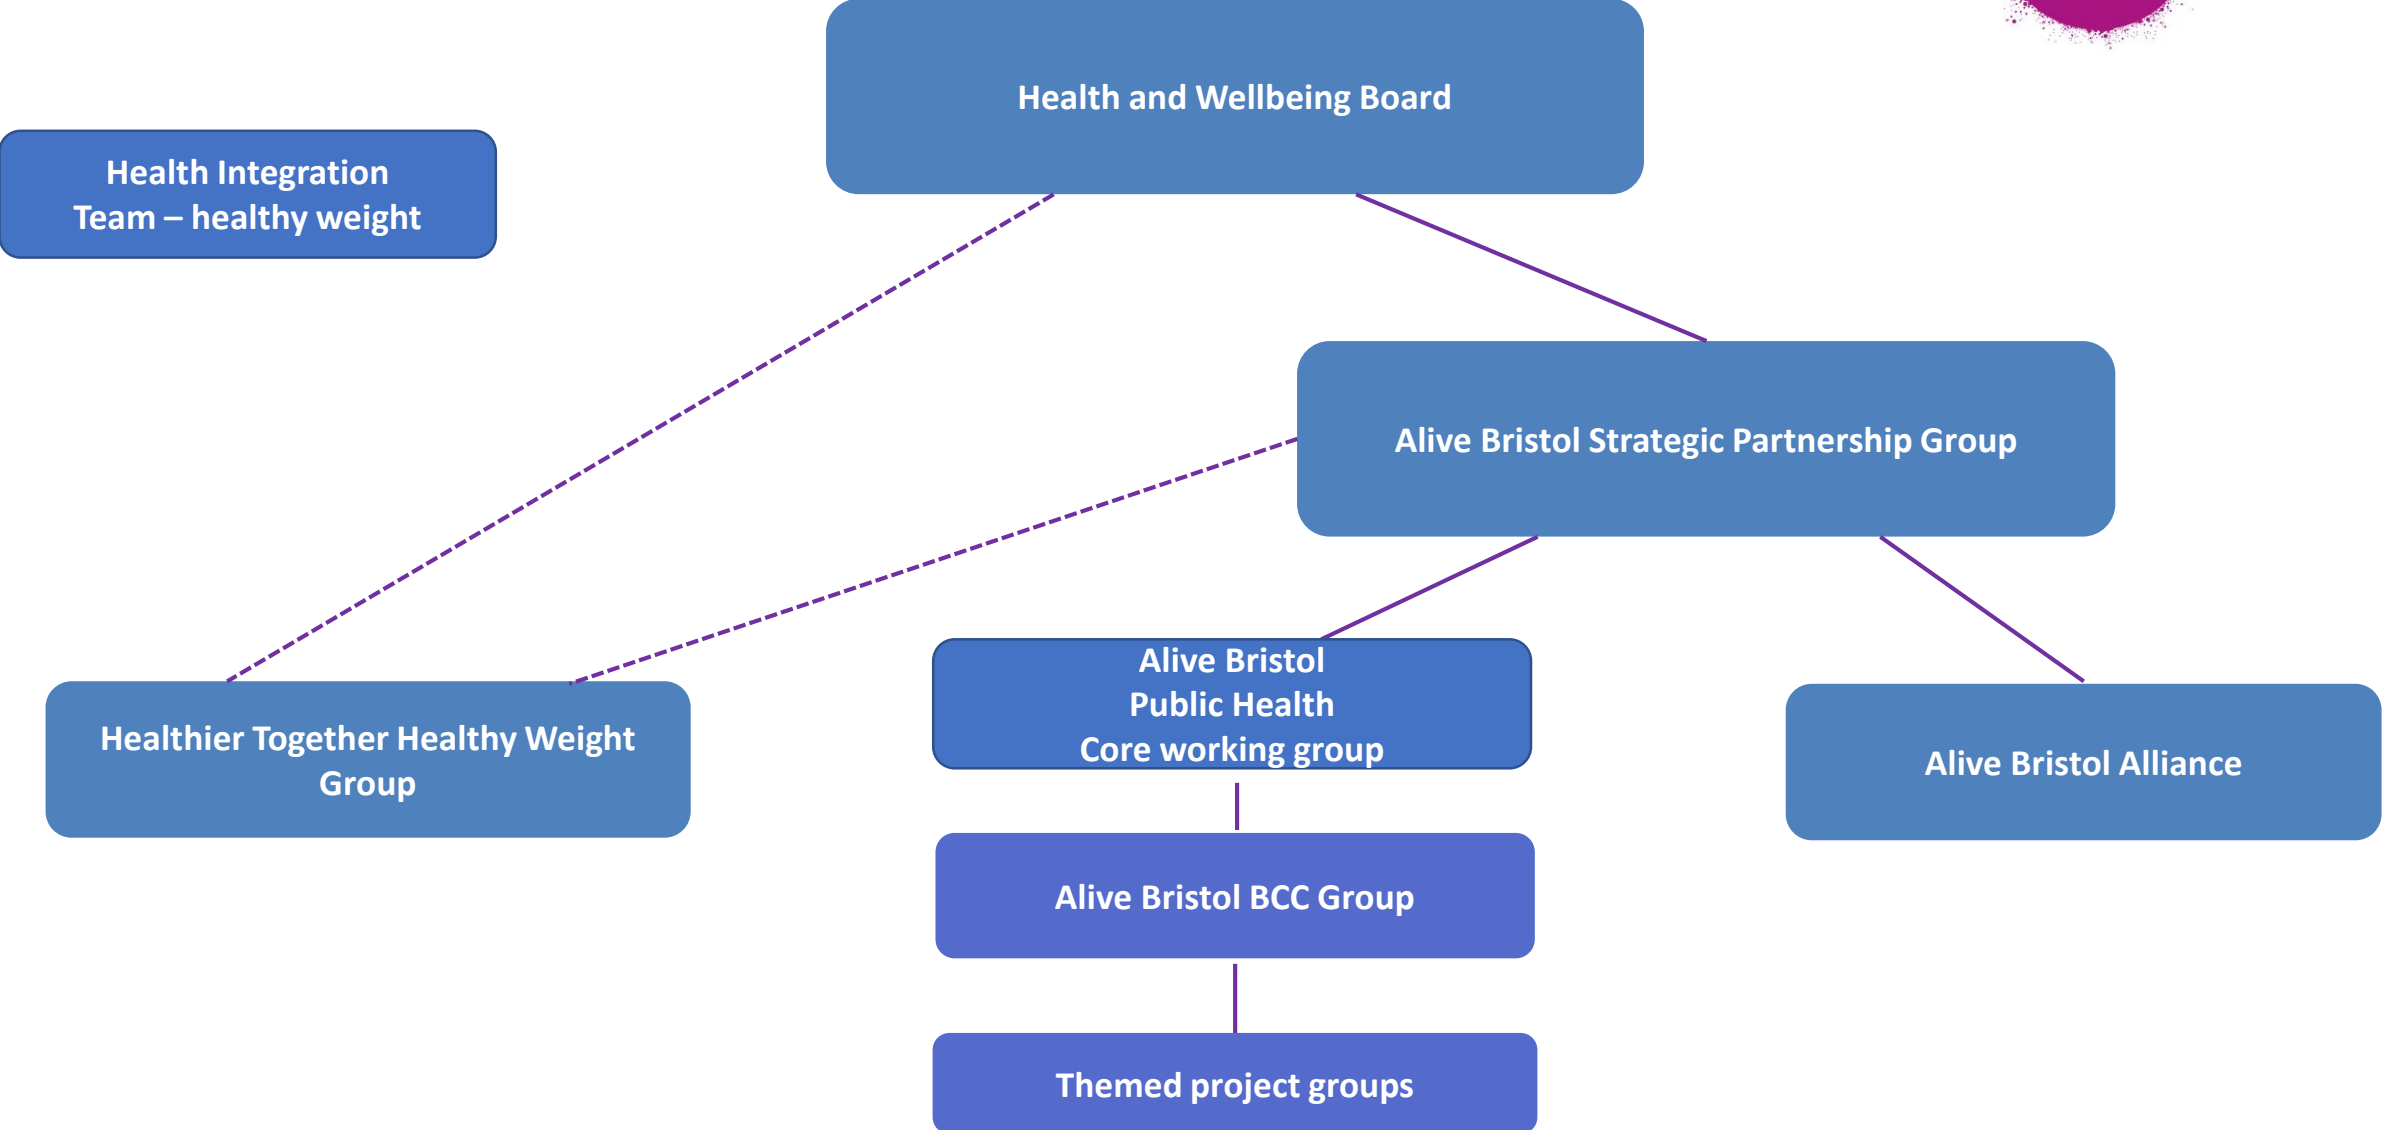 Health and Wellbeing Board
Health Integration
Team – healthy weight
Alive Bristol Strategic Partnership Group
Healthier Together Healthy Weight
Group
Alive Bristol
Public Health
Core working group
Alive Bristol Alliance
Alive Bristol BCC Group
Themed project groups